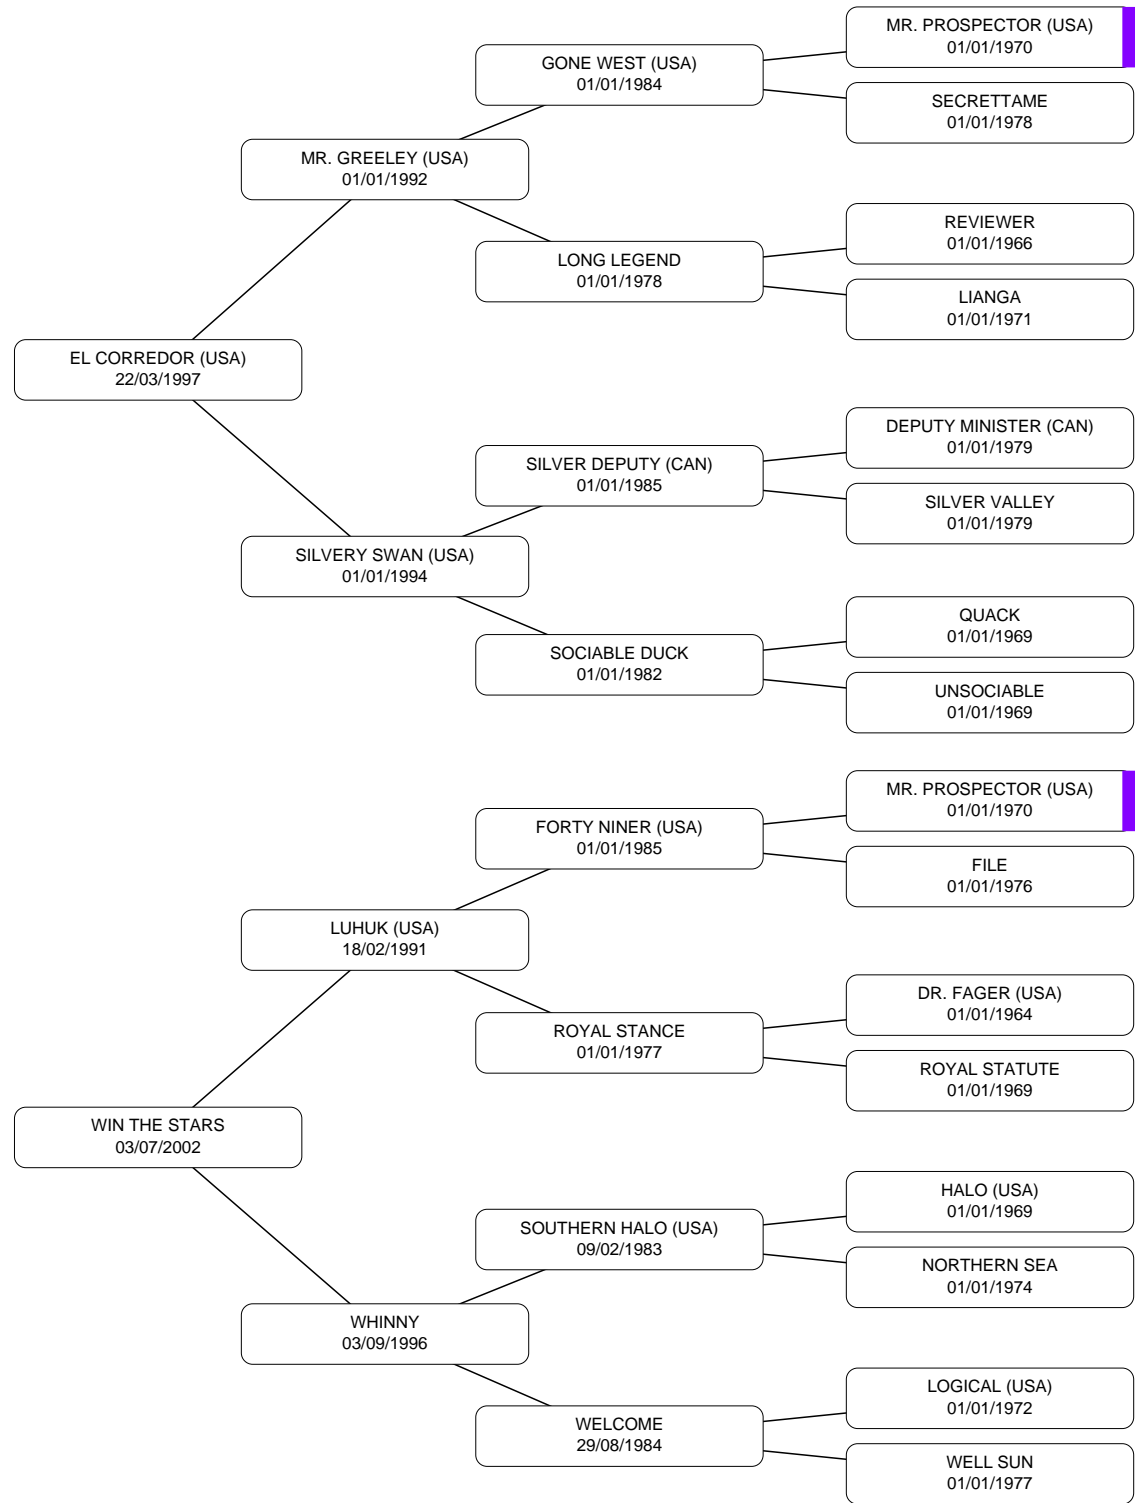 MR. PROSPECTOR (USA)
01/01/1970
GONE WEST (USA)
01/01/1984
SECRETTAME
01/01/1978
MR. GREELEY (USA)
01/01/1992
REVIEWER
01/01/1966
LONG LEGEND
01/01/1978
LIANGA
01/01/1971
EL CORREDOR (USA)
22/03/1997
DEPUTY MINISTER (CAN)
01/01/1979
SILVER DEPUTY (CAN)
01/01/1985
SILVER VALLEY
01/01/1979
SILVERY SWAN (USA)
01/01/1994
QUACK
01/01/1969
SOCIABLE DUCK
01/01/1982
UNSOCIABLE
01/01/1969
MR. PROSPECTOR (USA)
01/01/1970
FORTY NINER (USA)
01/01/1985
FILE
01/01/1976
LUHUK (USA)
18/02/1991
DR. FAGER (USA)
01/01/1964
ROYAL STANCE
01/01/1977
ROYAL STATUTE
01/01/1969
WIN THE STARS
03/07/2002
HALO (USA)
01/01/1969
SOUTHERN HALO (USA)
09/02/1983
NORTHERN SEA
01/01/1974
WHINNY
03/09/1996
LOGICAL (USA)
01/01/1972
WELCOME
29/08/1984
WELL SUN
01/01/1977